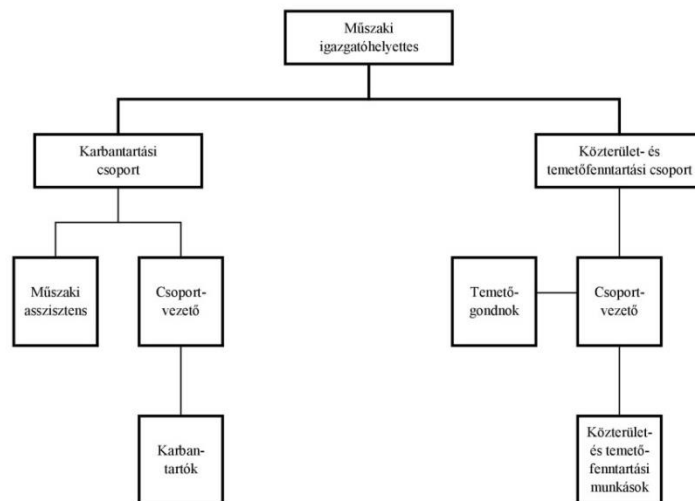 Műszaki
igazgatóhelyettes
Karbantartási
csoport
Közterület- és
temetőfenntartási csoport
Műszaki
asszisztens
Csoport-
vezető
Temető-
gondnok
Csoport-
vezető
Karban-
tartók
Közterület-
és temető-
fenntartási
munkások